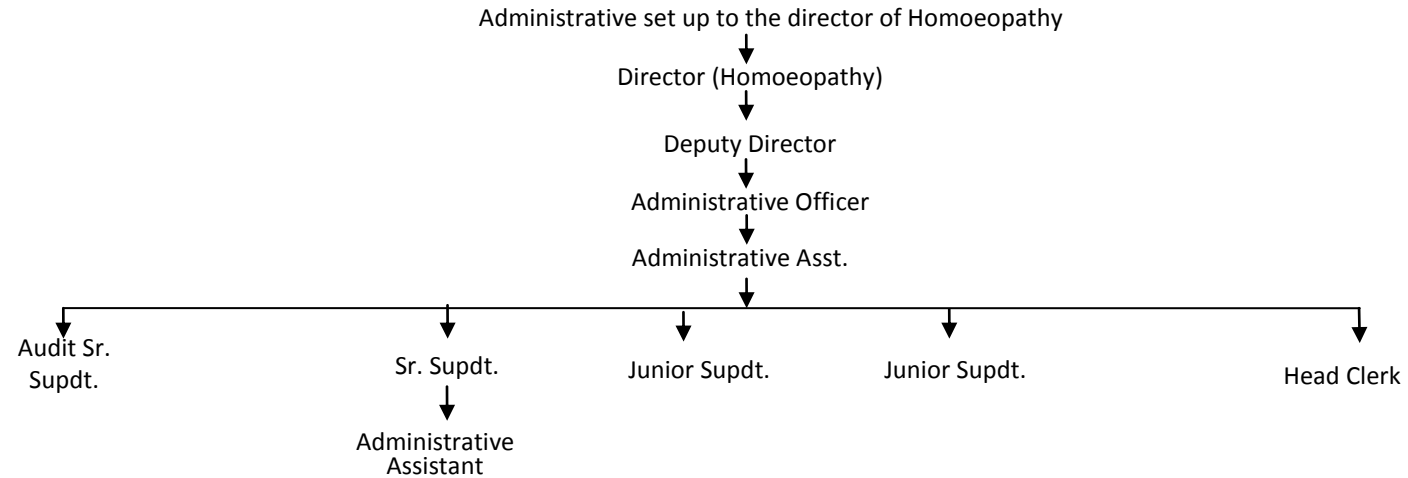 Administrative set up to the director of Homoeopathy
Director (Homoeopathy)
Deputy Director
Administrative Officer
Administrative Asst.
Audit Sr.
Supdt.
Sr. Supdt.
Junior Supdt.
Junior Supdt.
Head Clerk
Administrative
Assistant